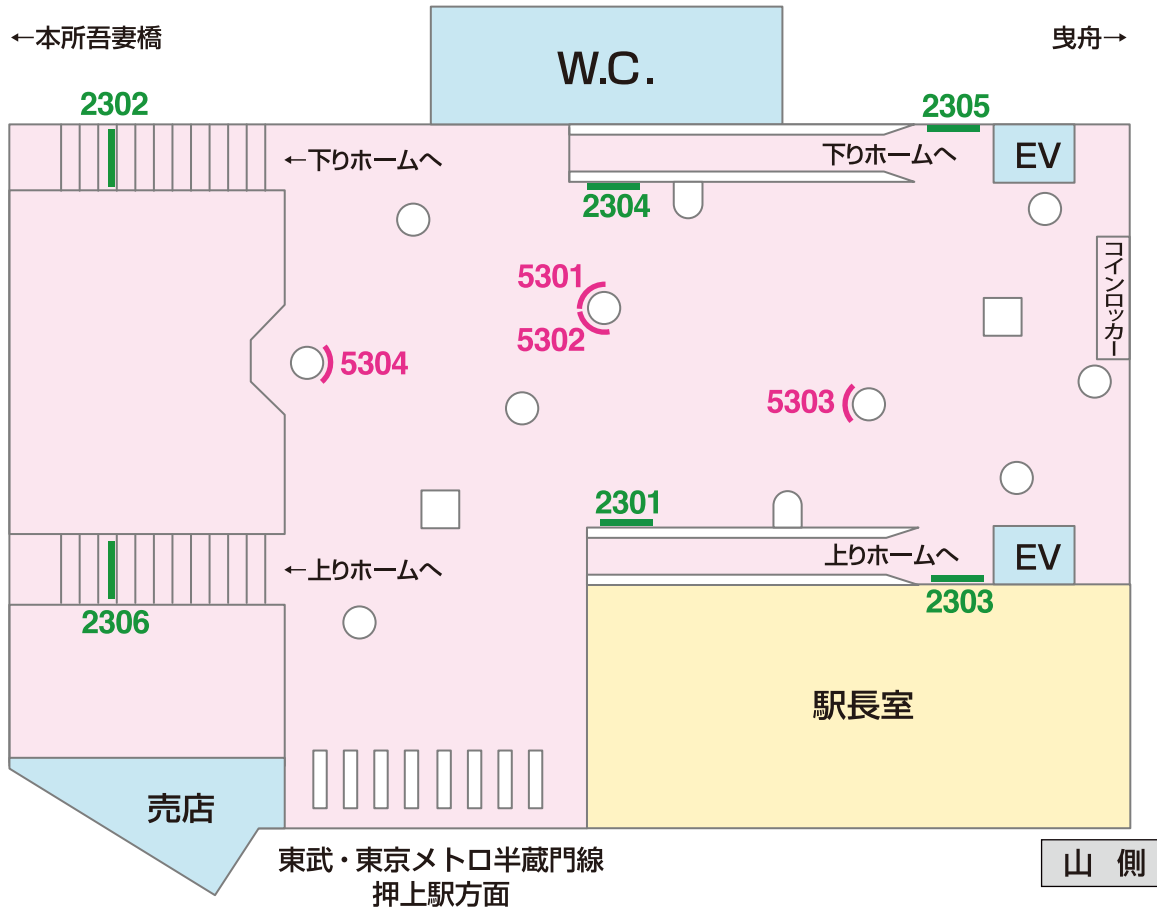 ←本所吾妻橋
曳舟→
W.C.
2302
2305
←下りホームへ
下りホームへ
EV
2304
コインロッカー
5301
5302
5304
5303
2301
←上りホームへ
上りホームへ
EV
2306
2303
駅長室
売店
東武・東京メトロ半蔵門線
押上駅方面
山 側